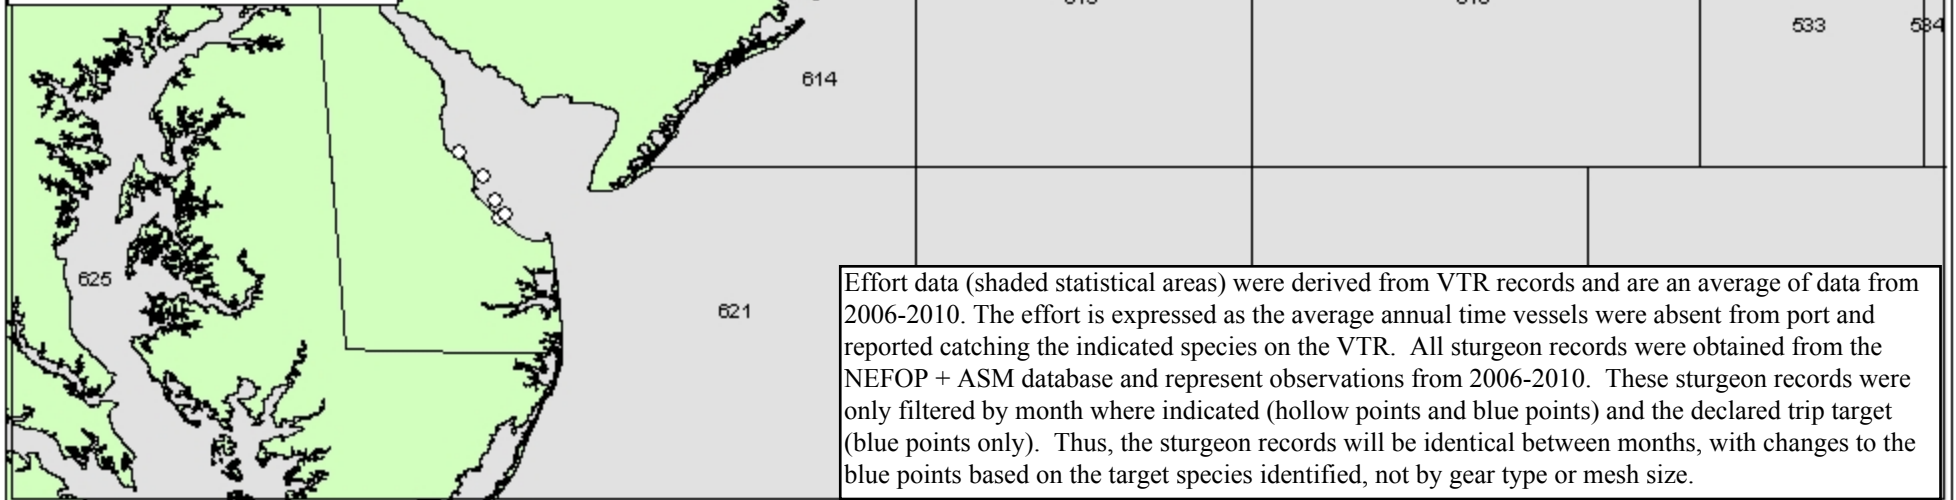 533
534
614
625
621
Effort data (shaded statistical areas) were derived from VTR records and are an average of data from
2006-2010. The effort is expressed as the average annual time vessels were absent from port and
reported catching the indicated species on the VTR.  All sturgeon records were obtained from the
NEFOP + ASM database and represent observations from 2006-2010.  These sturgeon records were
only filtered by month where indicated (hollow points and blue points) and the declared trip target
(blue points only).  Thus, the sturgeon records will be identical between months, with changes to the
blue points based on the target species identified, not by gear type or mesh size.